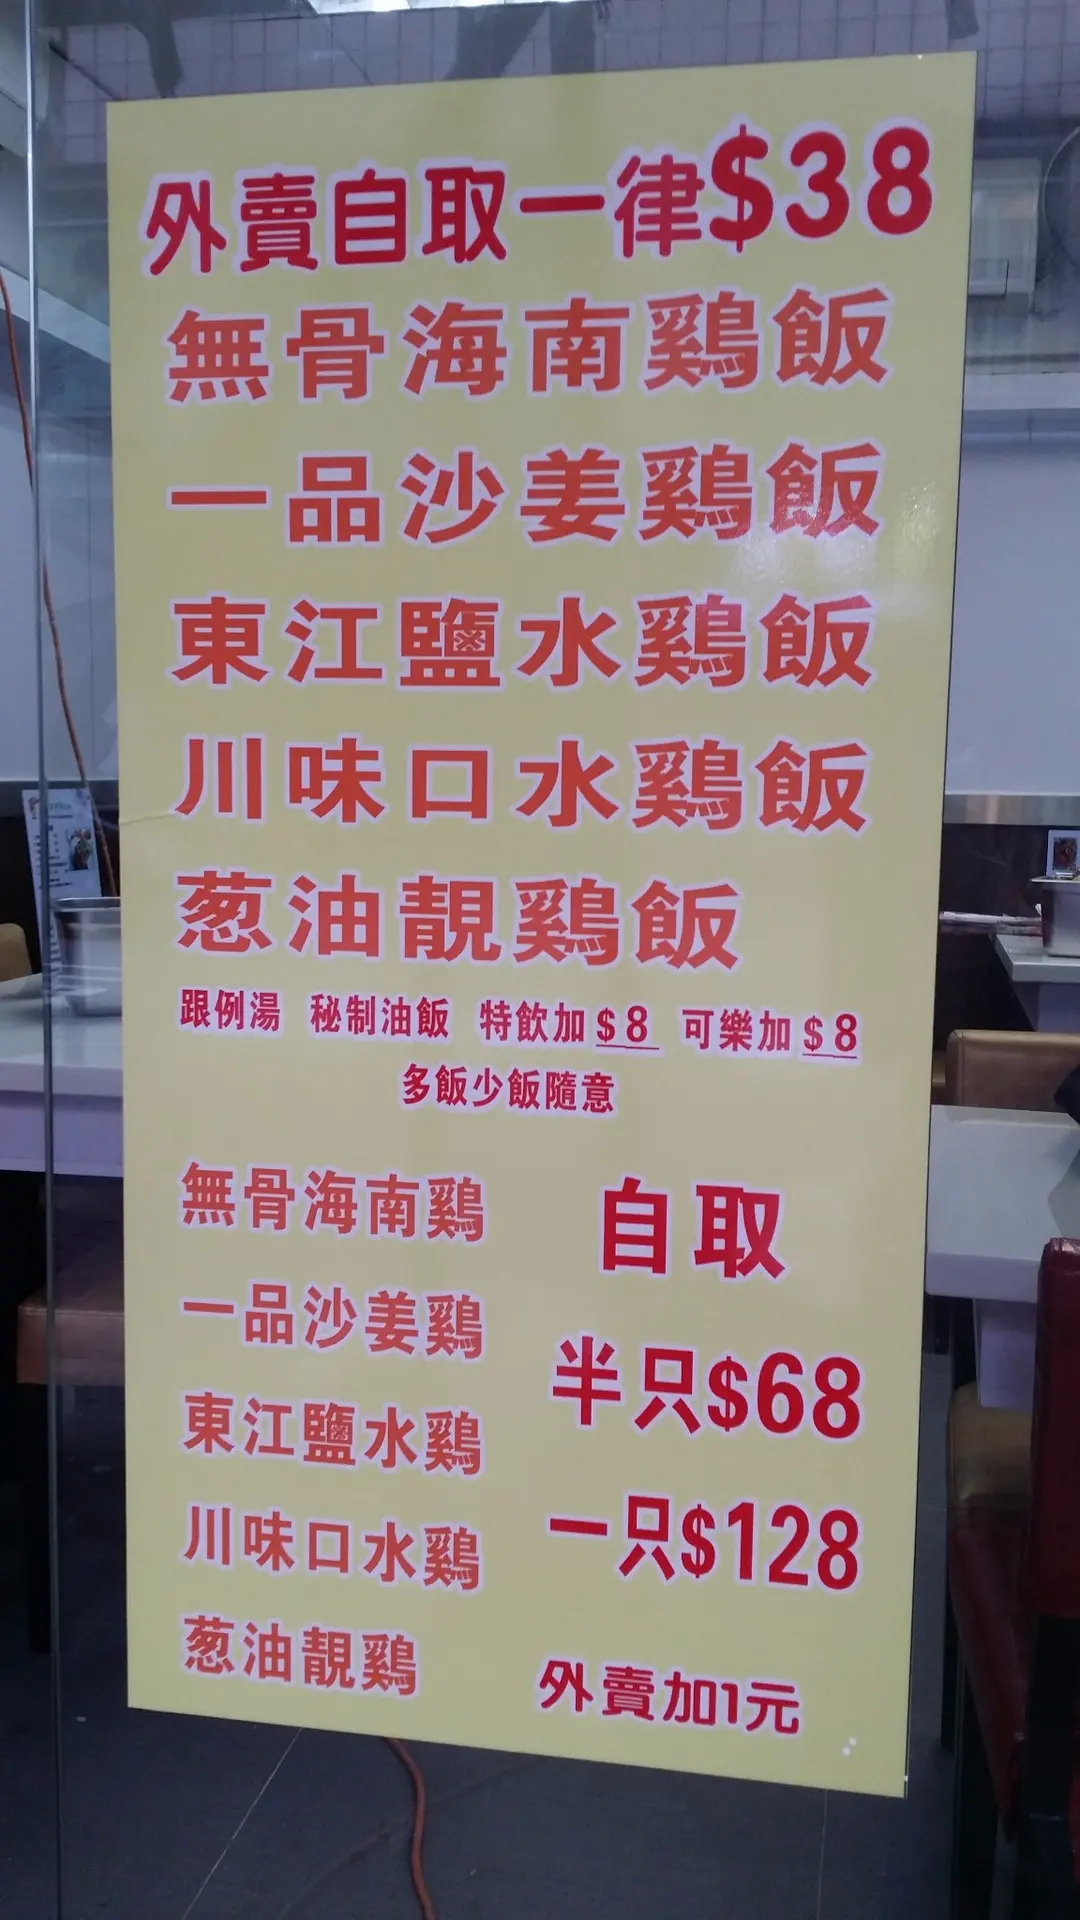 外賣自取一律$38
無骨海南鷄飯
一品沙姜鷄飯
東江鹽水鷄飯
川味口水鷄飯
葱油靚鷄飯
跟例湯 秘制油飯 特飲加$8 可樂加$8
多飯少飯隨意
無骨海南鷄
一品沙姜鷄
東江鹽水鷄
川味口水鷄
葱油靚鷄
自取
半只$68
一只$128
外賣加1元